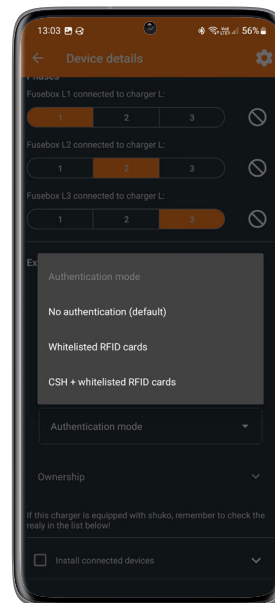 13:03 56%
Device details
Phases
Fusebox L1 connected to charger L:
1 2 3
Fusebox L2 connected to charger L:
1 2 3
Fusebox L3 connected to charger L:
1 2 3
Ex
Authentication mode
No authentication (default)
Whitelisted RFID cards
CSH + whitelisted RFID cards
Authentication mode
Ownership
If this charger is equipped with shuko, remember to check the
realy in the list below!
Install connected devices